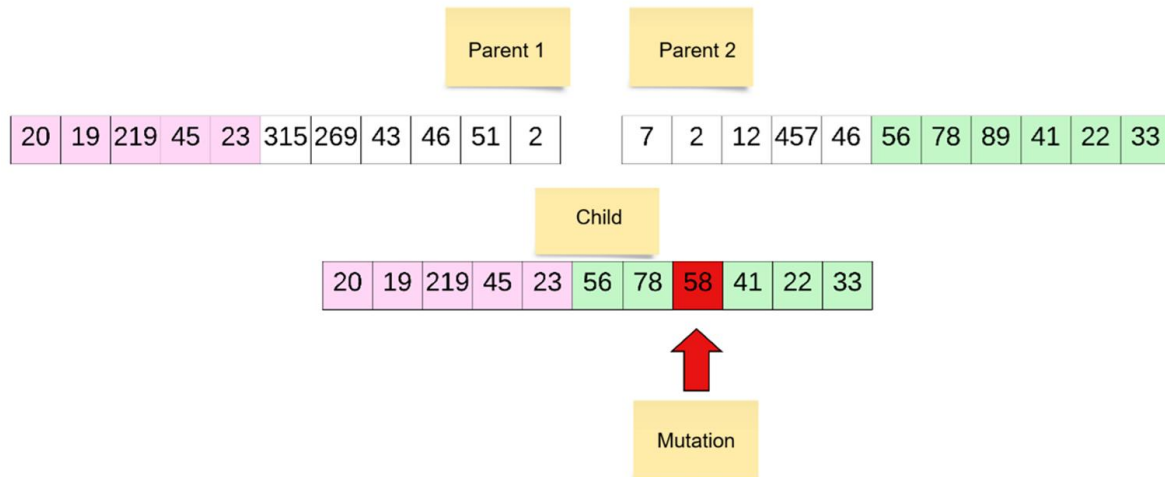 Parent 1
Parent 2
20 19 219 45 23 315 269 43 46 51 2
7 2 12 457 46 56 78 89 41 22 33
Child
20 19 219 45 23 56 78 58 41 22 33
Mutation